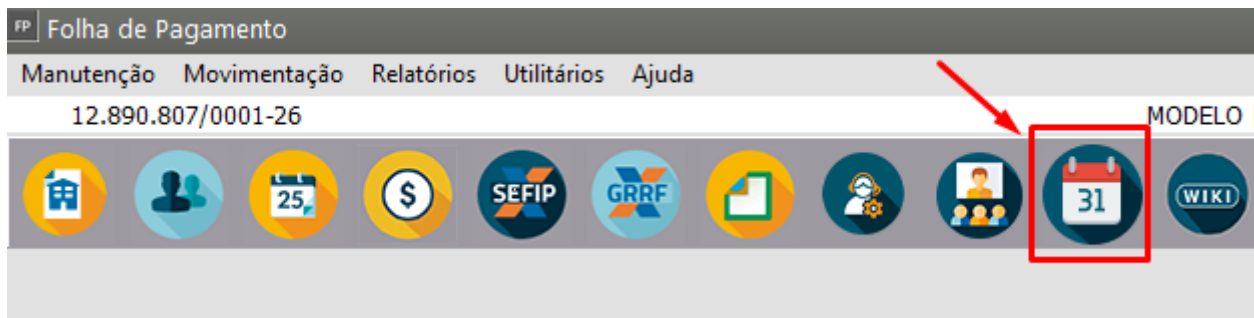 FP Folha de Pagamento
Manutenção Movimentação Relatórios Utilitários Ajuda
12.890.807/0001-26 MODELO
25 $ SEFIP GRRF 31 WIKI